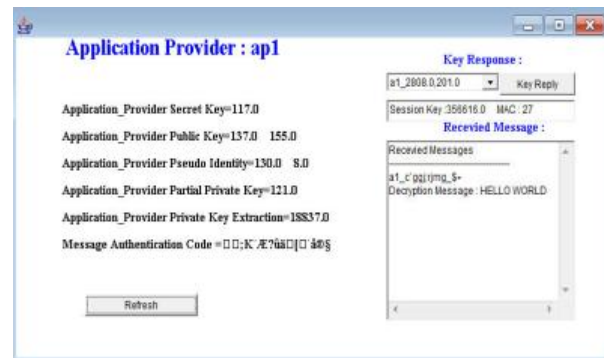 Application Provider : ap1
Application_Provider Secret Key=117.0
Application_Provider Public Key=137.0 155.0
Application_Provider Pseudo Identity=130.0 8.0
Application_Provider Partial Private Key=121.0
Application_Provider Private Key Extraction=18837.0
Message Authentication Code =
Refresh
Key Response :
a1_2808.0,201.0
Key Reply
Session Key :356616.0 MAC : 27
Recevied Message :
Recevied Messages
Decryption Message : HELLO WORLD